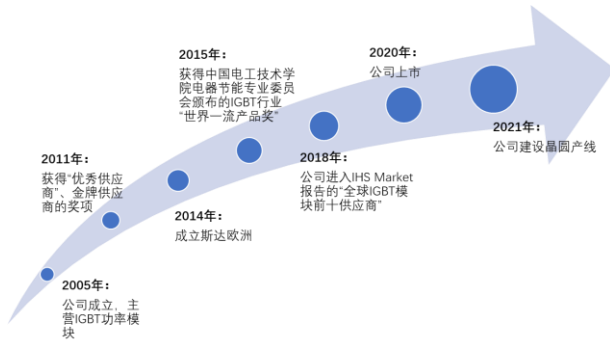 2005年：
公司成立，主
营IGBT功率模
块
2011年：
获得“优秀供应
商”、金牌供应
商的奖项
2014年：
成立斯达欧洲
2015年：
获得中国电工技术学
院电器节能专业委员
会颁布的IGBT行业
“世界一流产品奖”
2018年：
公司进入IHS Market
报告的“全球IGBT模
块前十供应商”
2020年：
公司上市
2021年：
公司建设晶圆产线